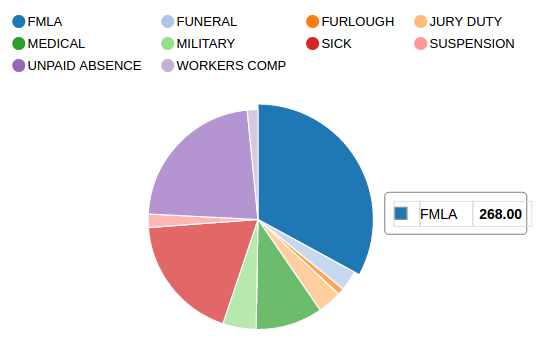 FMLA FUNERAL FURLOUGH JURY DUTY
MEDICAL MILITARY SICK SUSPENSION
UNPAID ABSENCE WORKERS COMP
FMLA 268.00